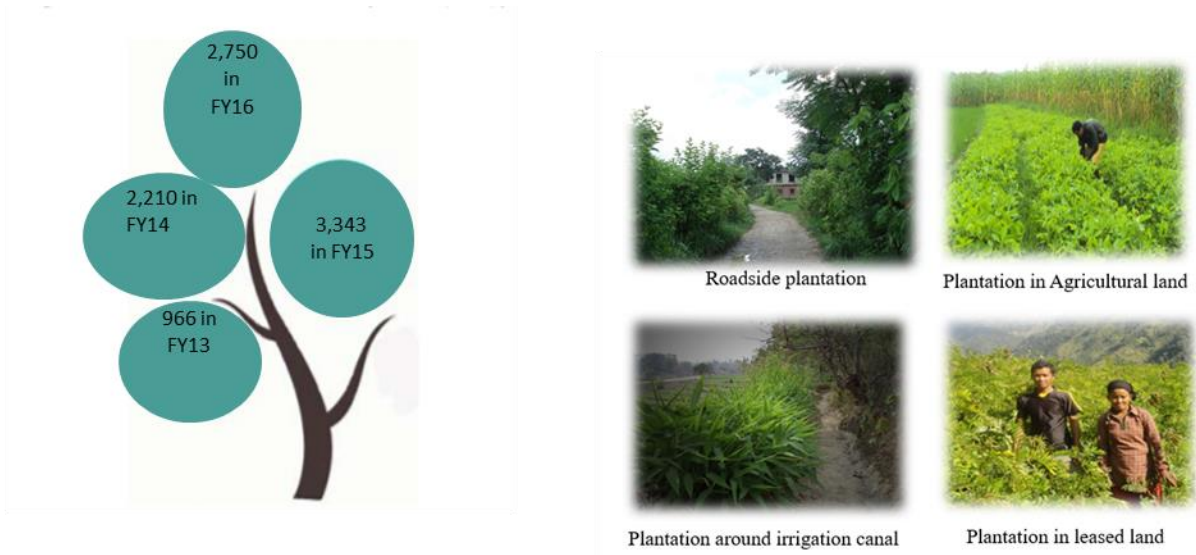 2,750
in
FY16
2,210 in
FY14
3,343
in FY15
966 in
FY13
Roadside plantation
Plantation in Agricultural land
Plantation around irrigation canal
Plantation in leased land